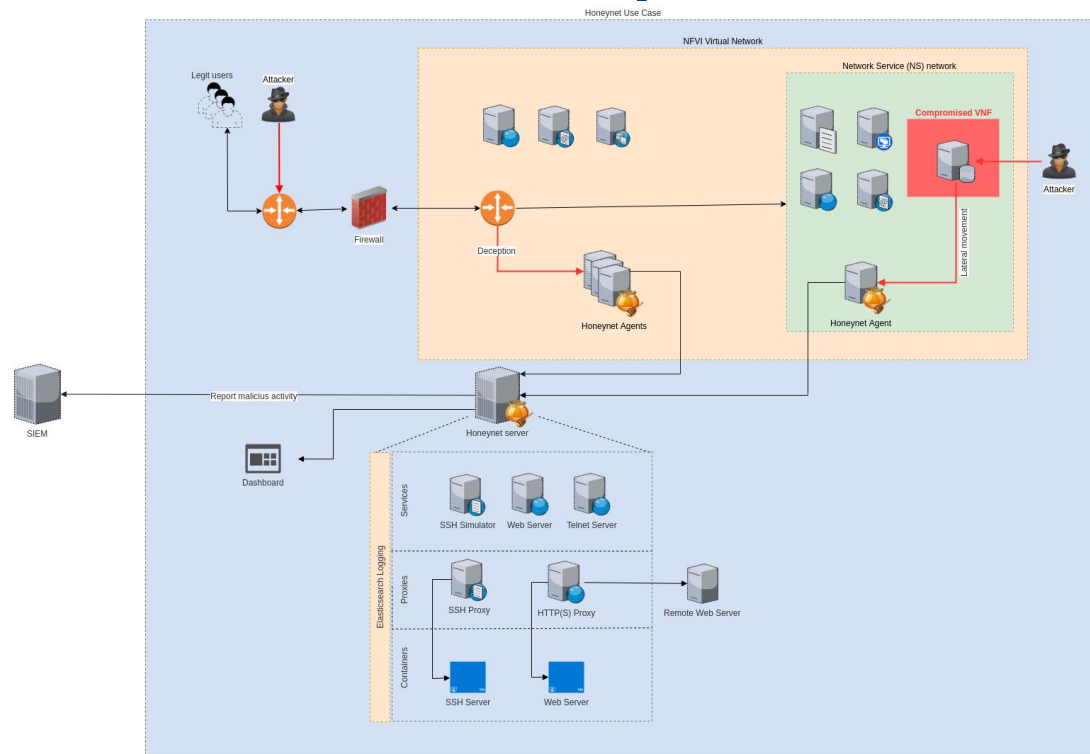 Honeynet Use Case
NFVI Virtual Network
Network Service (NS) network
Legit users
Attacker
Compromised VNF
Attacker
Firewall
Deception
Lateral movement
Honeynet Agents
Honeynet Agent
Report malicius activity
SIEM
Honeynet server
Dashboard
Elasticsearch Logging
Services
SSH Simulator
Web Server
Telnet Server
Proxies
SSH Proxy
HTTP(S) Proxy
Remote Web Server
Containers
SSH Server
Web Server